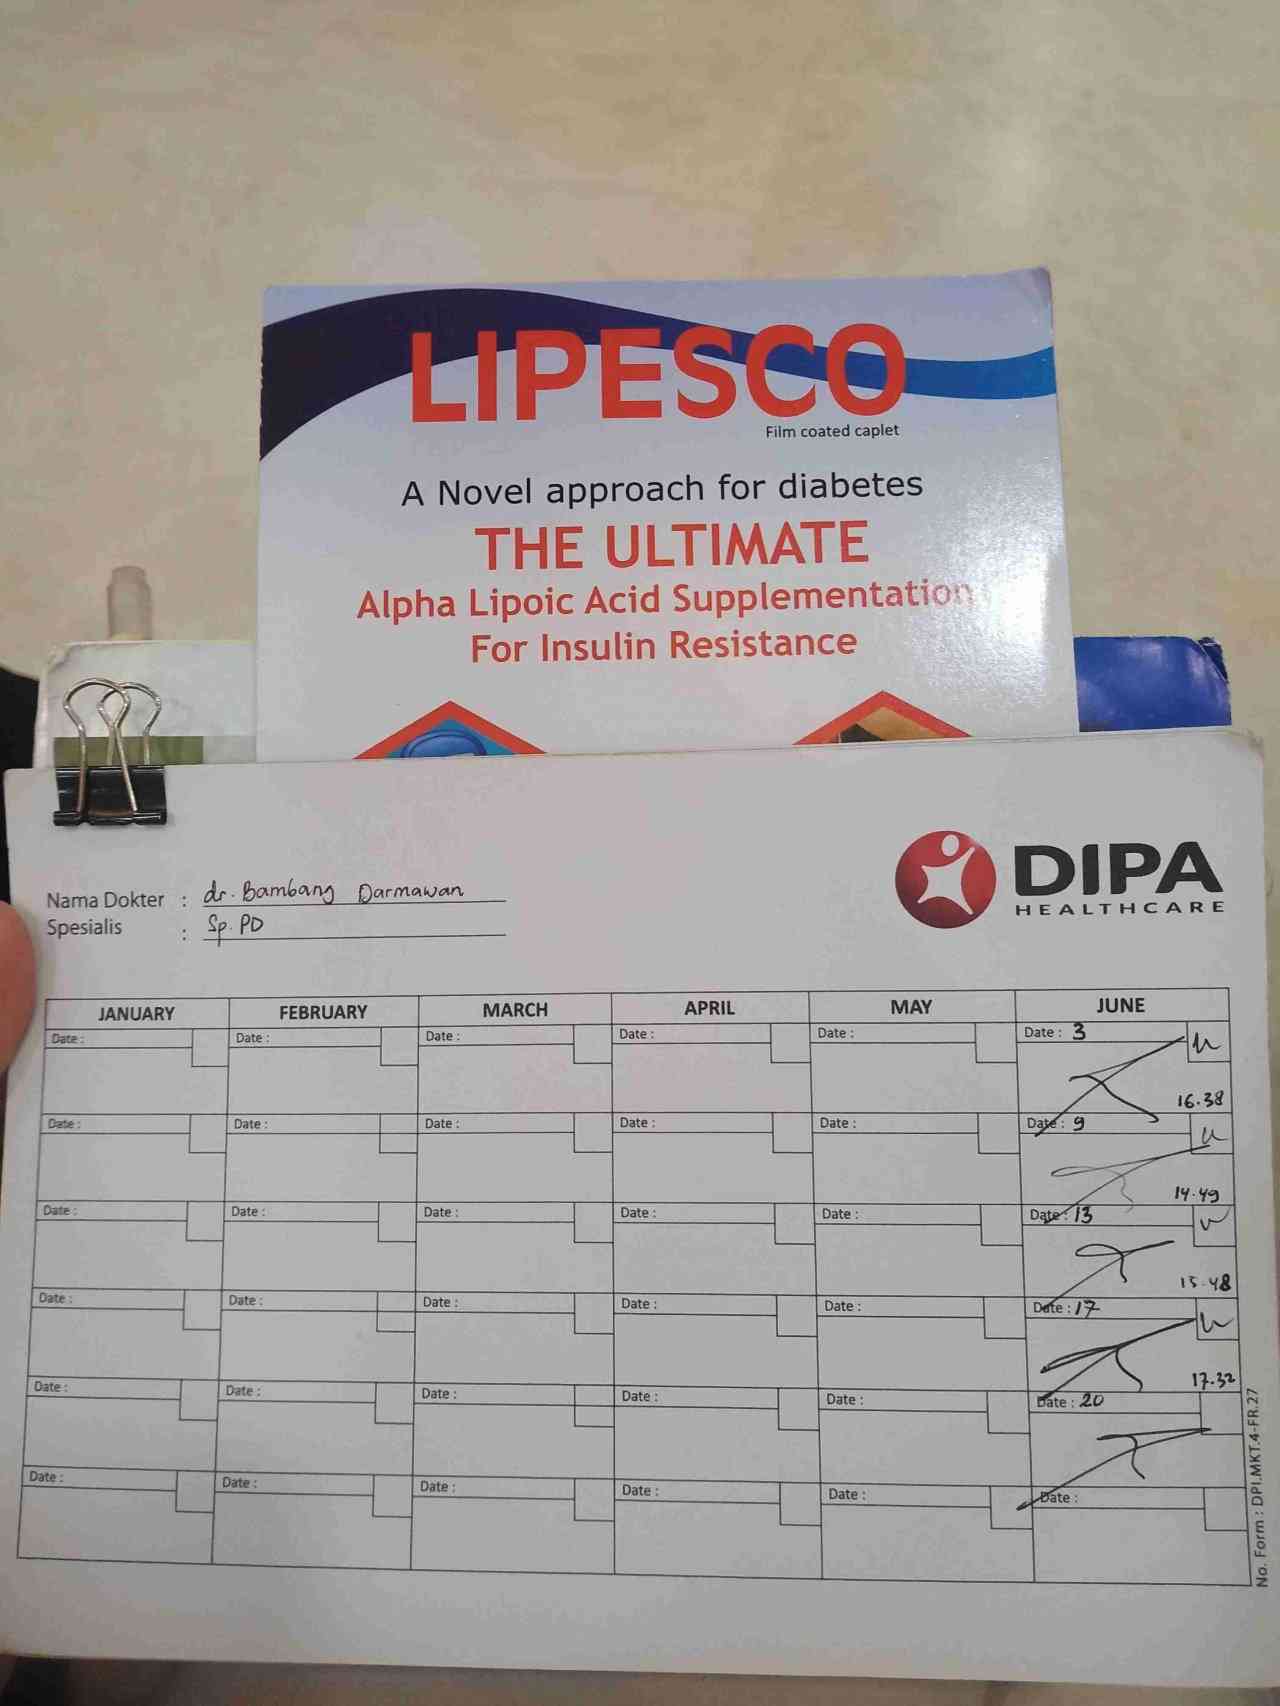 LIPESCO
Film coated caplet
A Novel approach for diabetes
THE ULTIMATE
Alpha Lipoic Acid Supplementation
For Insulin Resistance
DIPA
HEALTHCARE
Nama Dokter : dr. Bambang Darmawan
Spesialis : Sp. PD
JANUARY FEBRUARY MARCH APRIL MAY JUNE
Date : Date : Date : Date : Date : Date : 3
16.38
Date : Date : Date : Date : Date : Date : 9
14.49
Date : Date : Date : Date : Date : Date : 13
15.48
Date : Date : Date : Date : Date : Date : 17
17.32
Date : Date : Date : Date : Date : Date : 20
Date : Date : Date : Date : Date : Date :
No. Form : DPI.MKT.4-FR.27